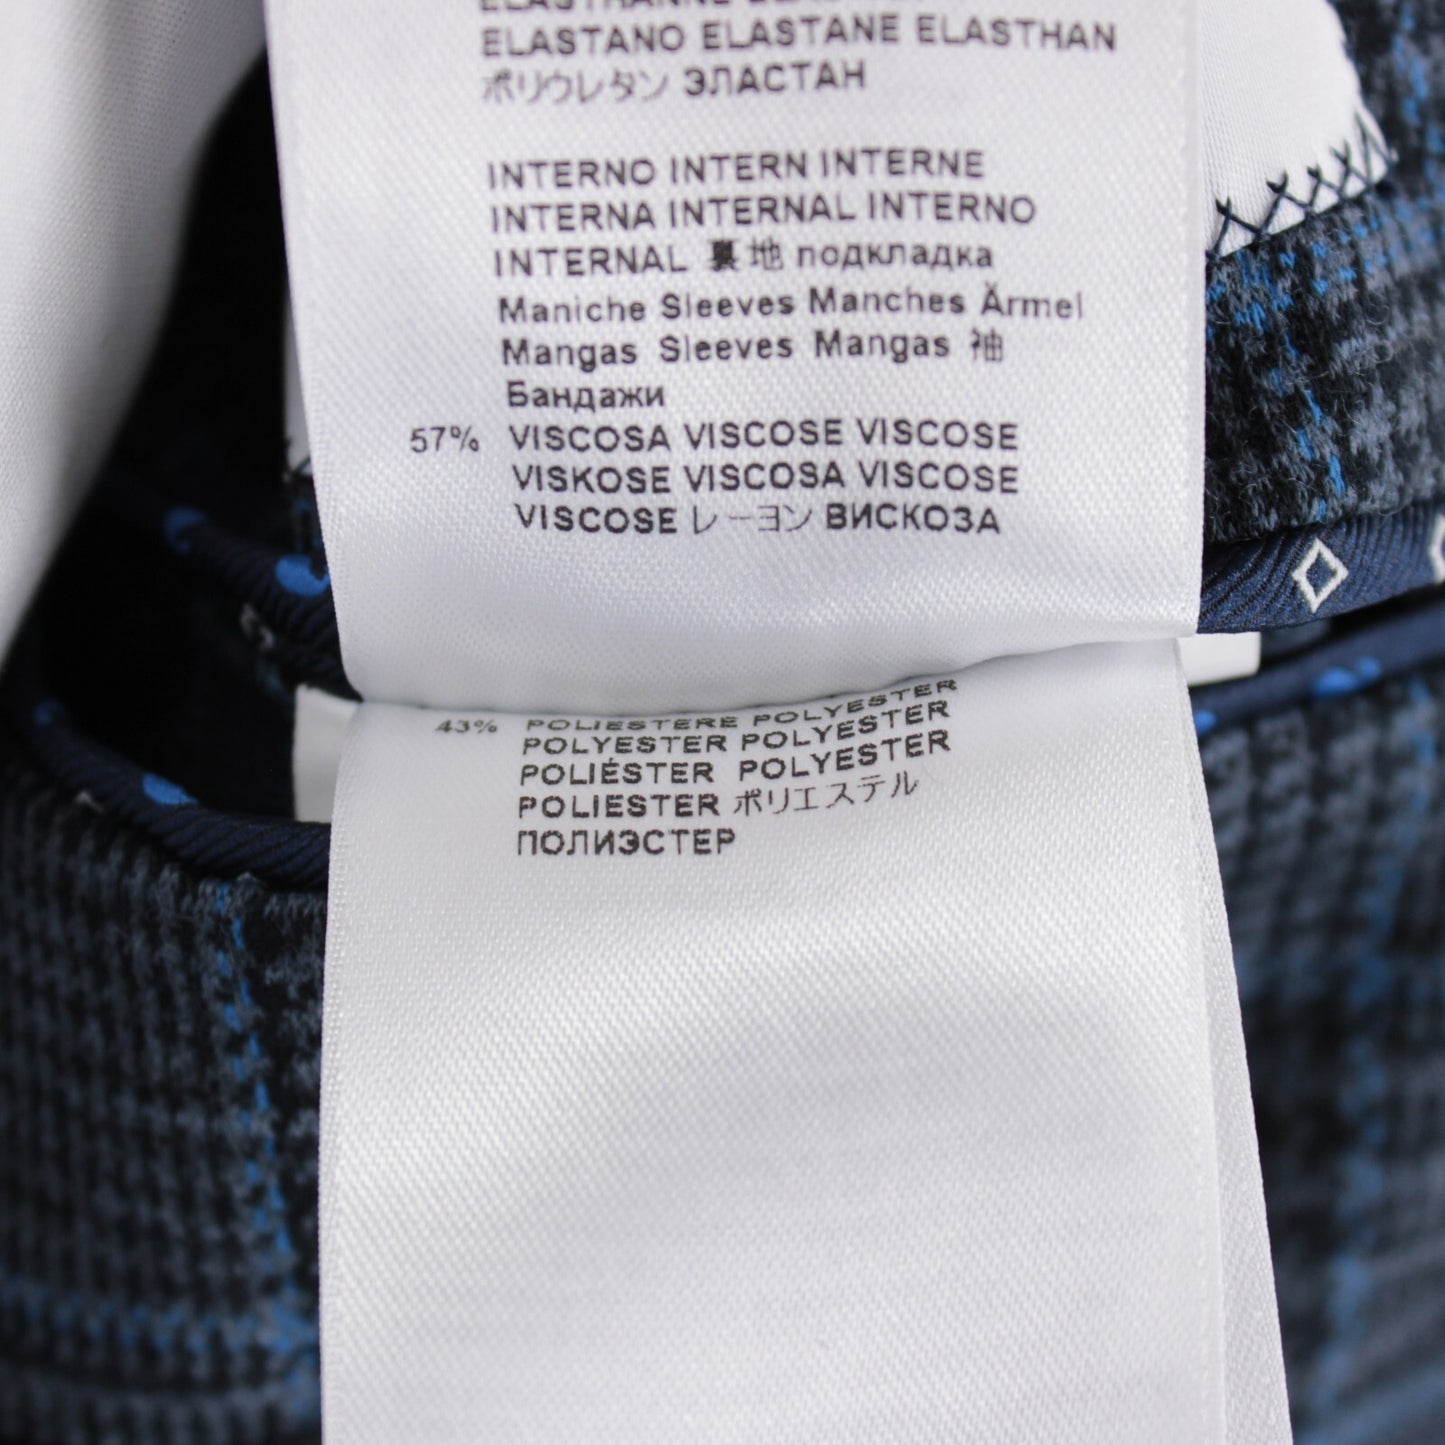 ELASTANO ELASTANE ELASTHAN
ポリウレタン ЭЛАСТАН
INTERNO INTERN INTERNE
INTERNA INTERNAL INTERNO
INTERNAL 裏地 подкладка
Maniche Sleeves Manches Ärmel
Mangas Sleeves Mangas 袖
Бандажи
57% VISCOSA VISCOSE VISCOSE
VISKOSE VISCOSA VISCOSE
VISCOSE レーヨン ВИСКОЗА
43% POLIESTERE POLYESTER
POLYESTER POLYESTER
POLIÉSTER POLYESTER
POLIESTER ポリエステル
ПОЛИЭСТЕР